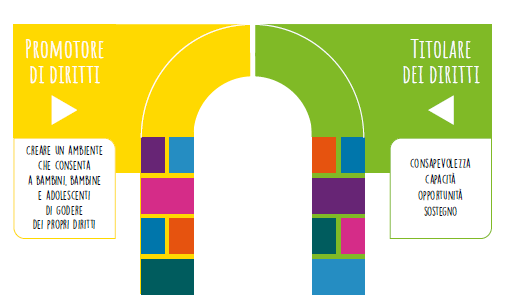 Promotore
di diritti
CREARE UN AMBIENTE
CHE CONSENTA
A BAMBINI, BAMBINE
E ADOLESCENTI
DI GODERE
DEI PROPRI DIRITTI
Titolare
dei diritti
CONSAPEVOLEZZA
CAPACITÀ
OPPORTUNITÀ
SOSTEGNO